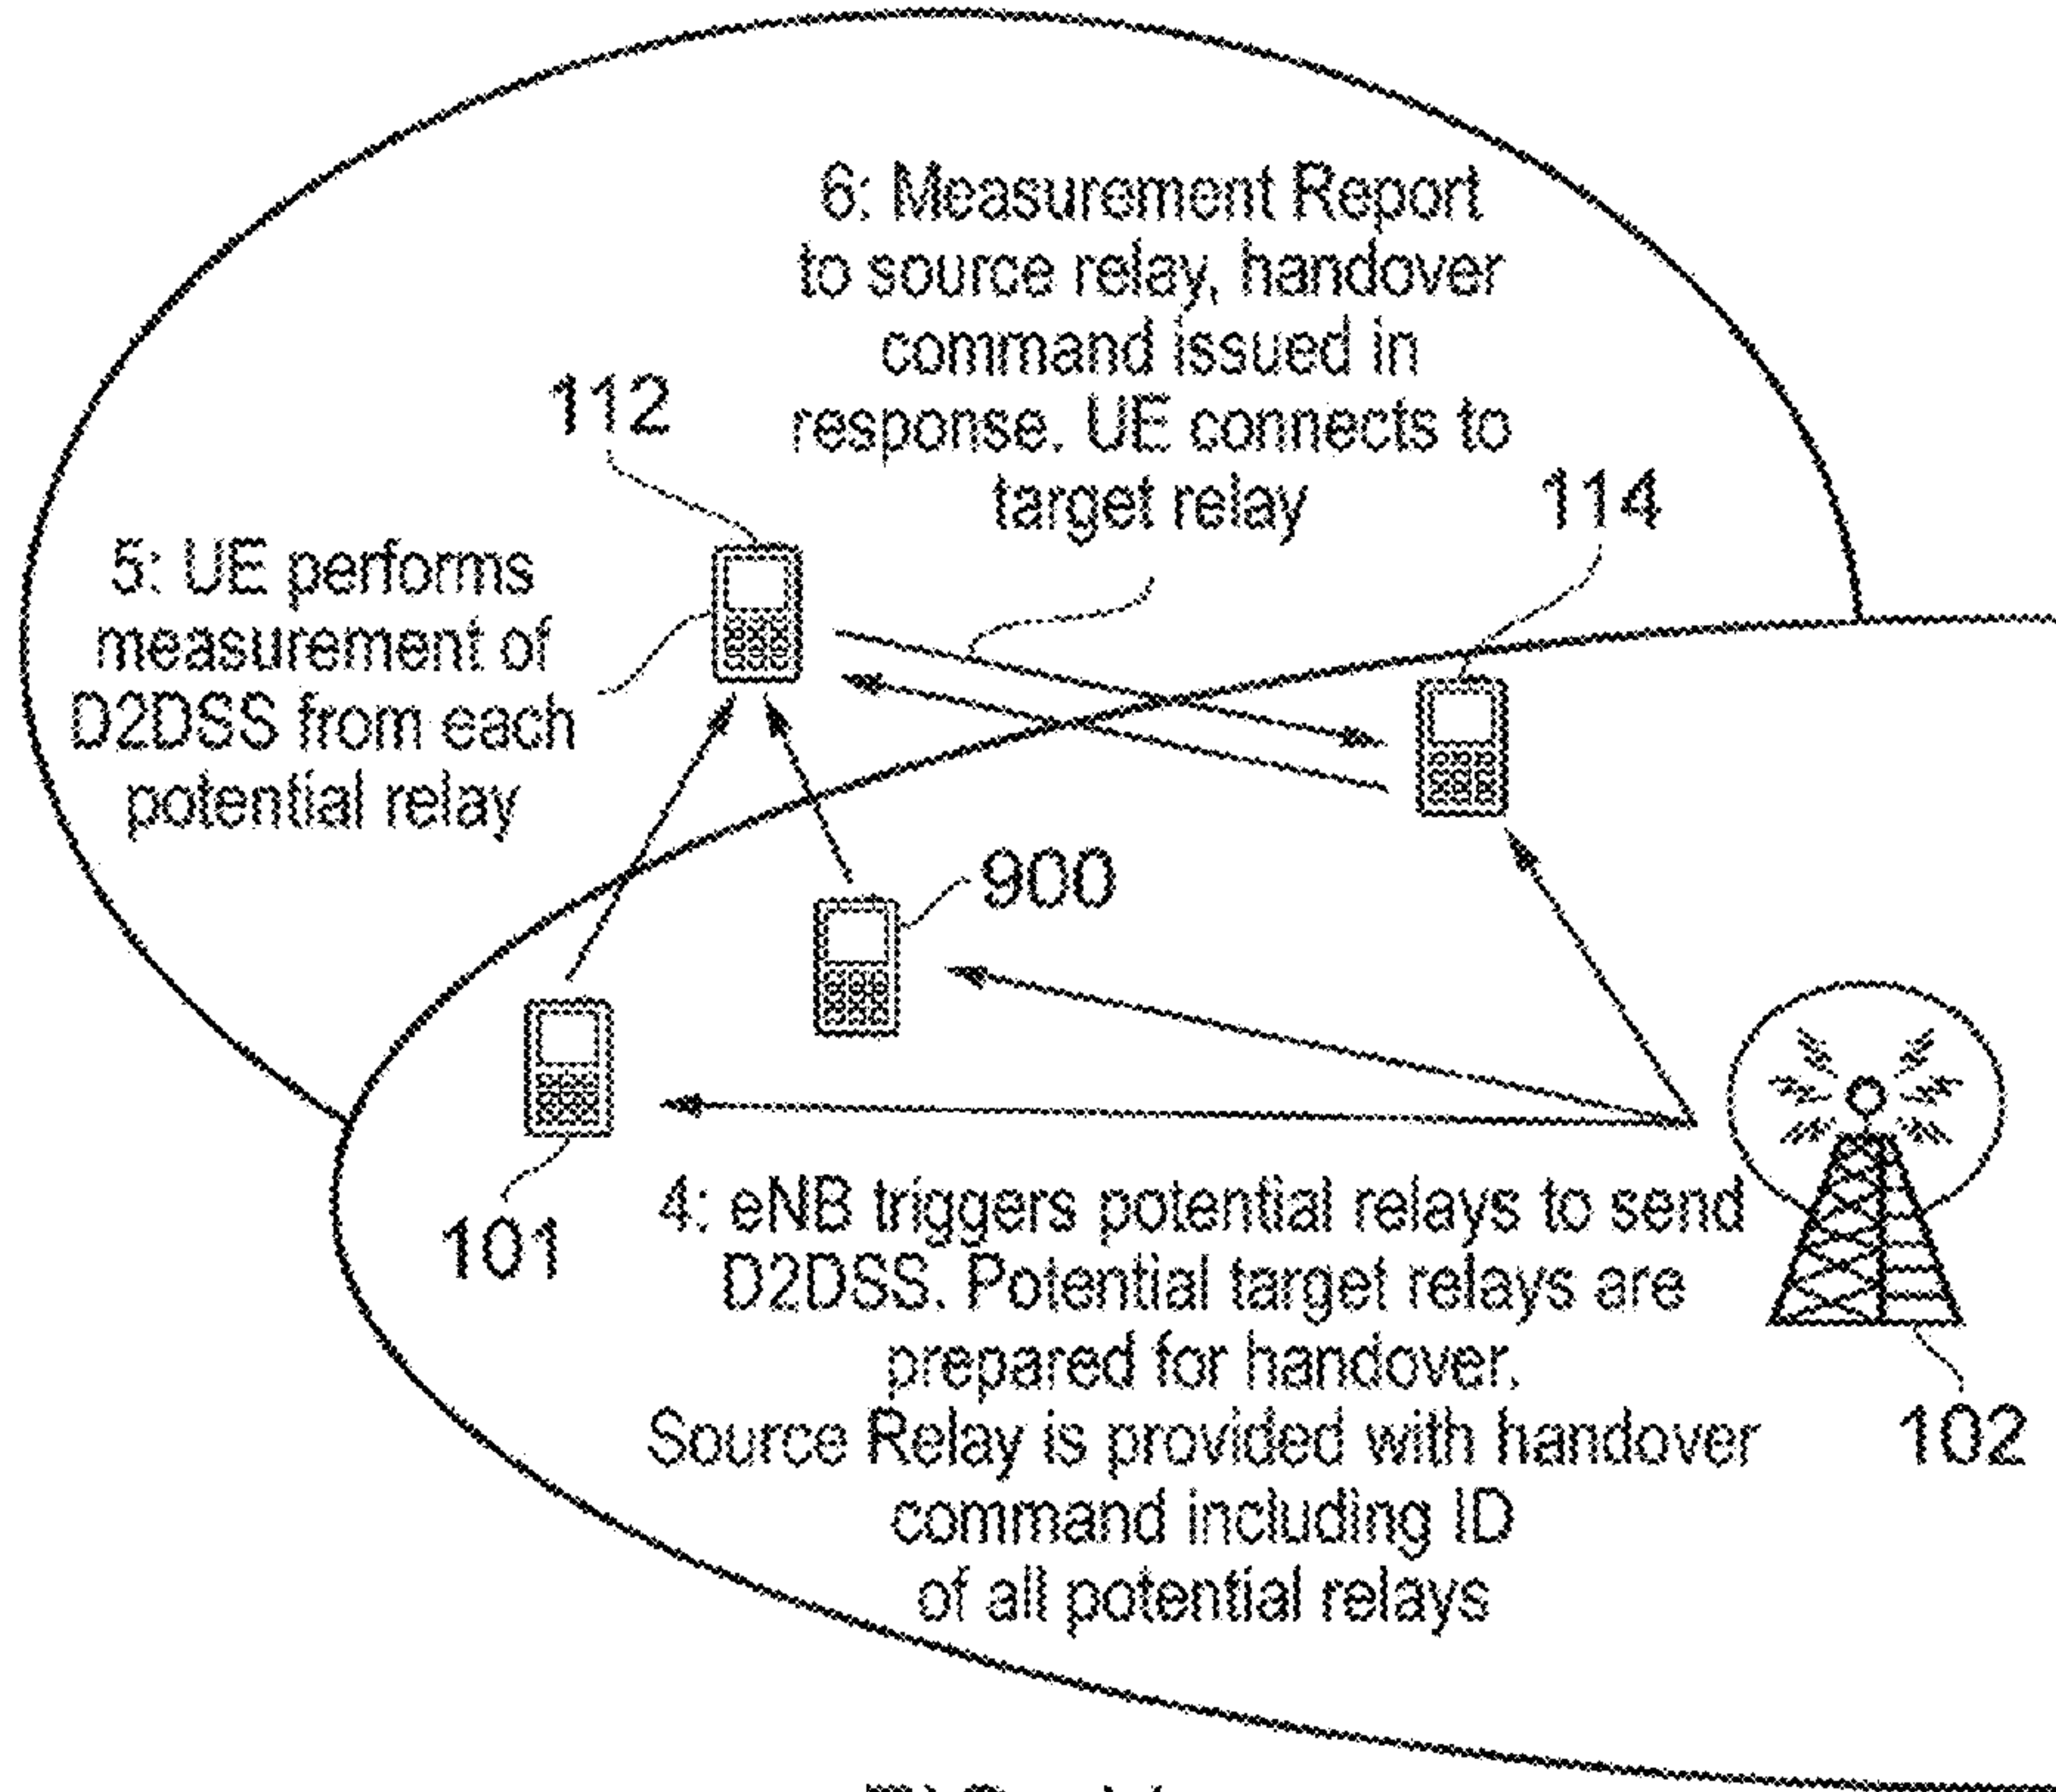 6: Measurement Report
to source relay, handover
command issued in
response. UE connects to
target relay
112
114
5: UE performs
measurement of
D2DSS from each
potential relay
900
101
4: eNB triggers potential relays to send
D2DSS. Potential target relays are
prepared for handover.
Source Relay is provided with handover
command including ID
of all potential relays
102